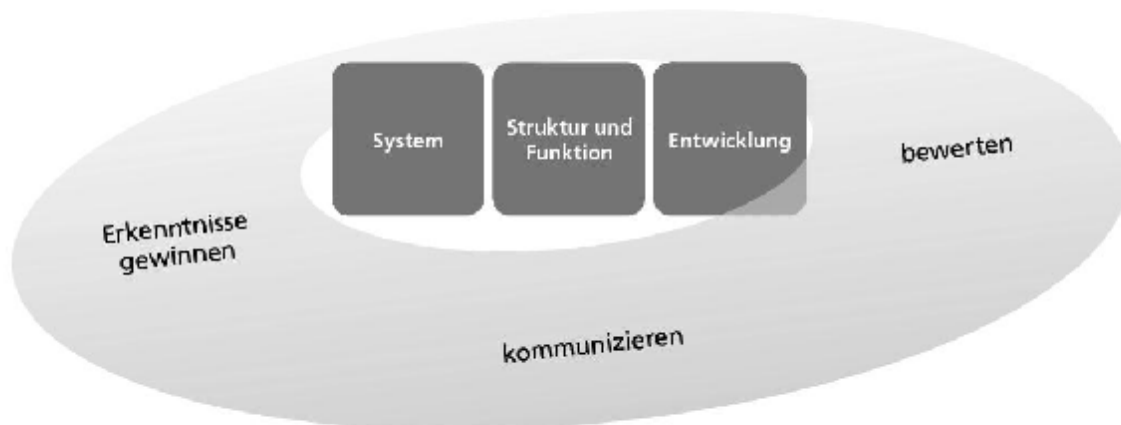 System
Struktur und
Funktion
Entwicklung
bewerten
Erkenntnisse
gewinnen
kommunizieren